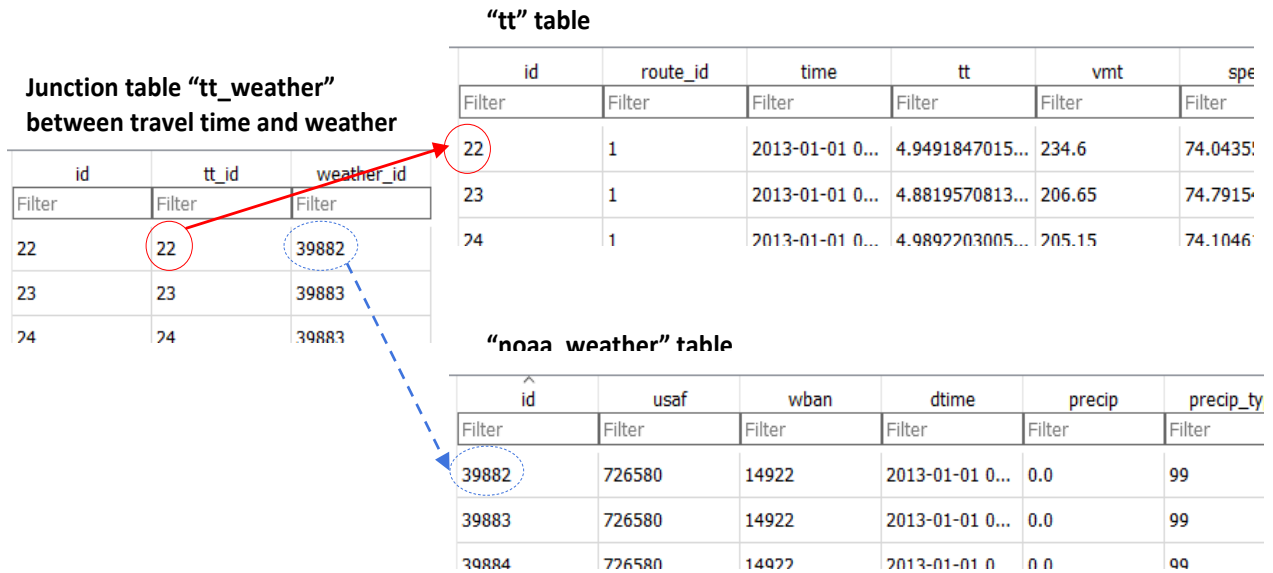 “tt” table
id route_id time tt vmt spe
Filter Filter Filter Filter Filter Filter
22 1 2013-01-01 0... 4.9491847015... 234.6 74.0435
23 1 2013-01-01 0... 4.8819570813... 206.65 74.7915
24 1 2013-01-01 0... 4.9892203005... 205.15 74.1046
Junction table “tt_weather”
between travel time and weather
id tt_id weather_id
Filter Filter Filter
22 22 39882
23 23 39883
24 24 39883
“noaa_weather” table
id usaf wban dtime precip precip_ty
Filter Filter Filter Filter Filter Filter
39882 726580 14922 2013-01-01 0... 0.0 99
39883 726580 14922 2013-01-01 0... 0.0 99
39884 726580 14922 2013-01-01 0... 0.0 99